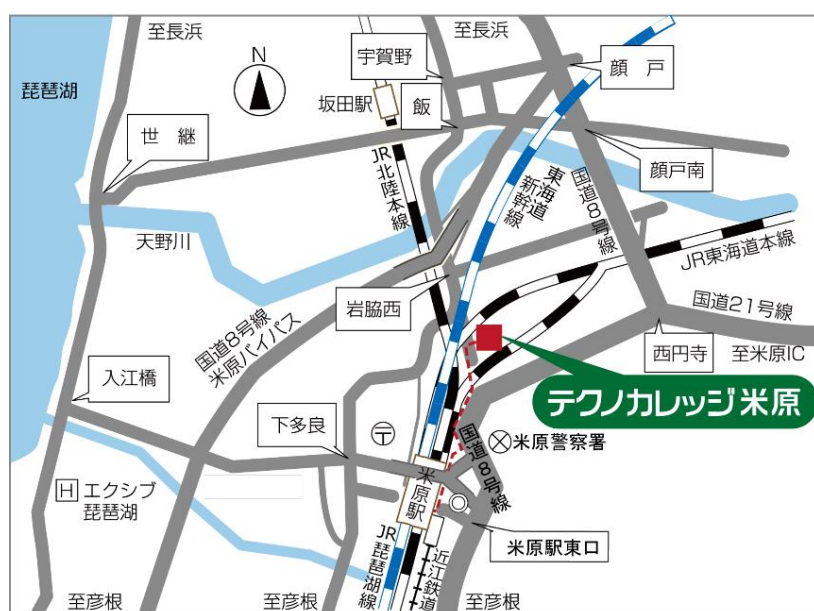 至長浜
至長浜
N
宇賀野
顔 戸
琵琶湖
坂田駅
飯
世 継
顔戸南
JR北陸本線
東海道新幹線
国道8号線
天野川
JR東海道本線
岩脇西
国道21号線
国道8号線
米原バイパス
西円寺
至米原IC
入江橋
テクノカレッジ米原
下多良
〒
米原警察署
国道8号線
米原駅
H エクシブ
琵琶湖
米原駅東口
JR琵琶湖線
近江鉄道
至彦根
至彦根
至彦根